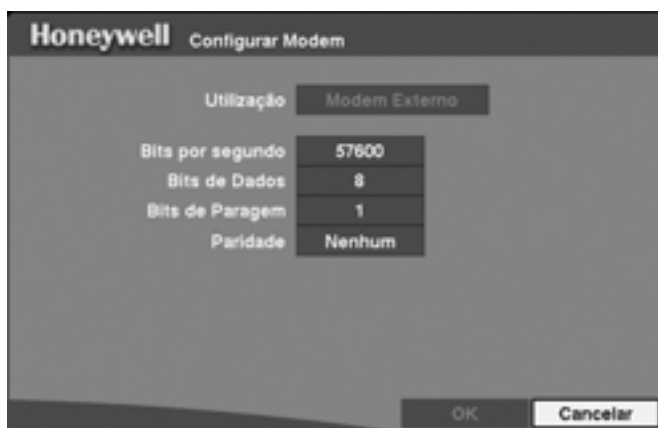 Honeywell Configurar Modem
Utilização Modem Externo
Bits por segundo 57600
Bits de Dados 8
Bits de Paragem 1
Paridade Nenhum
OK Cancelar